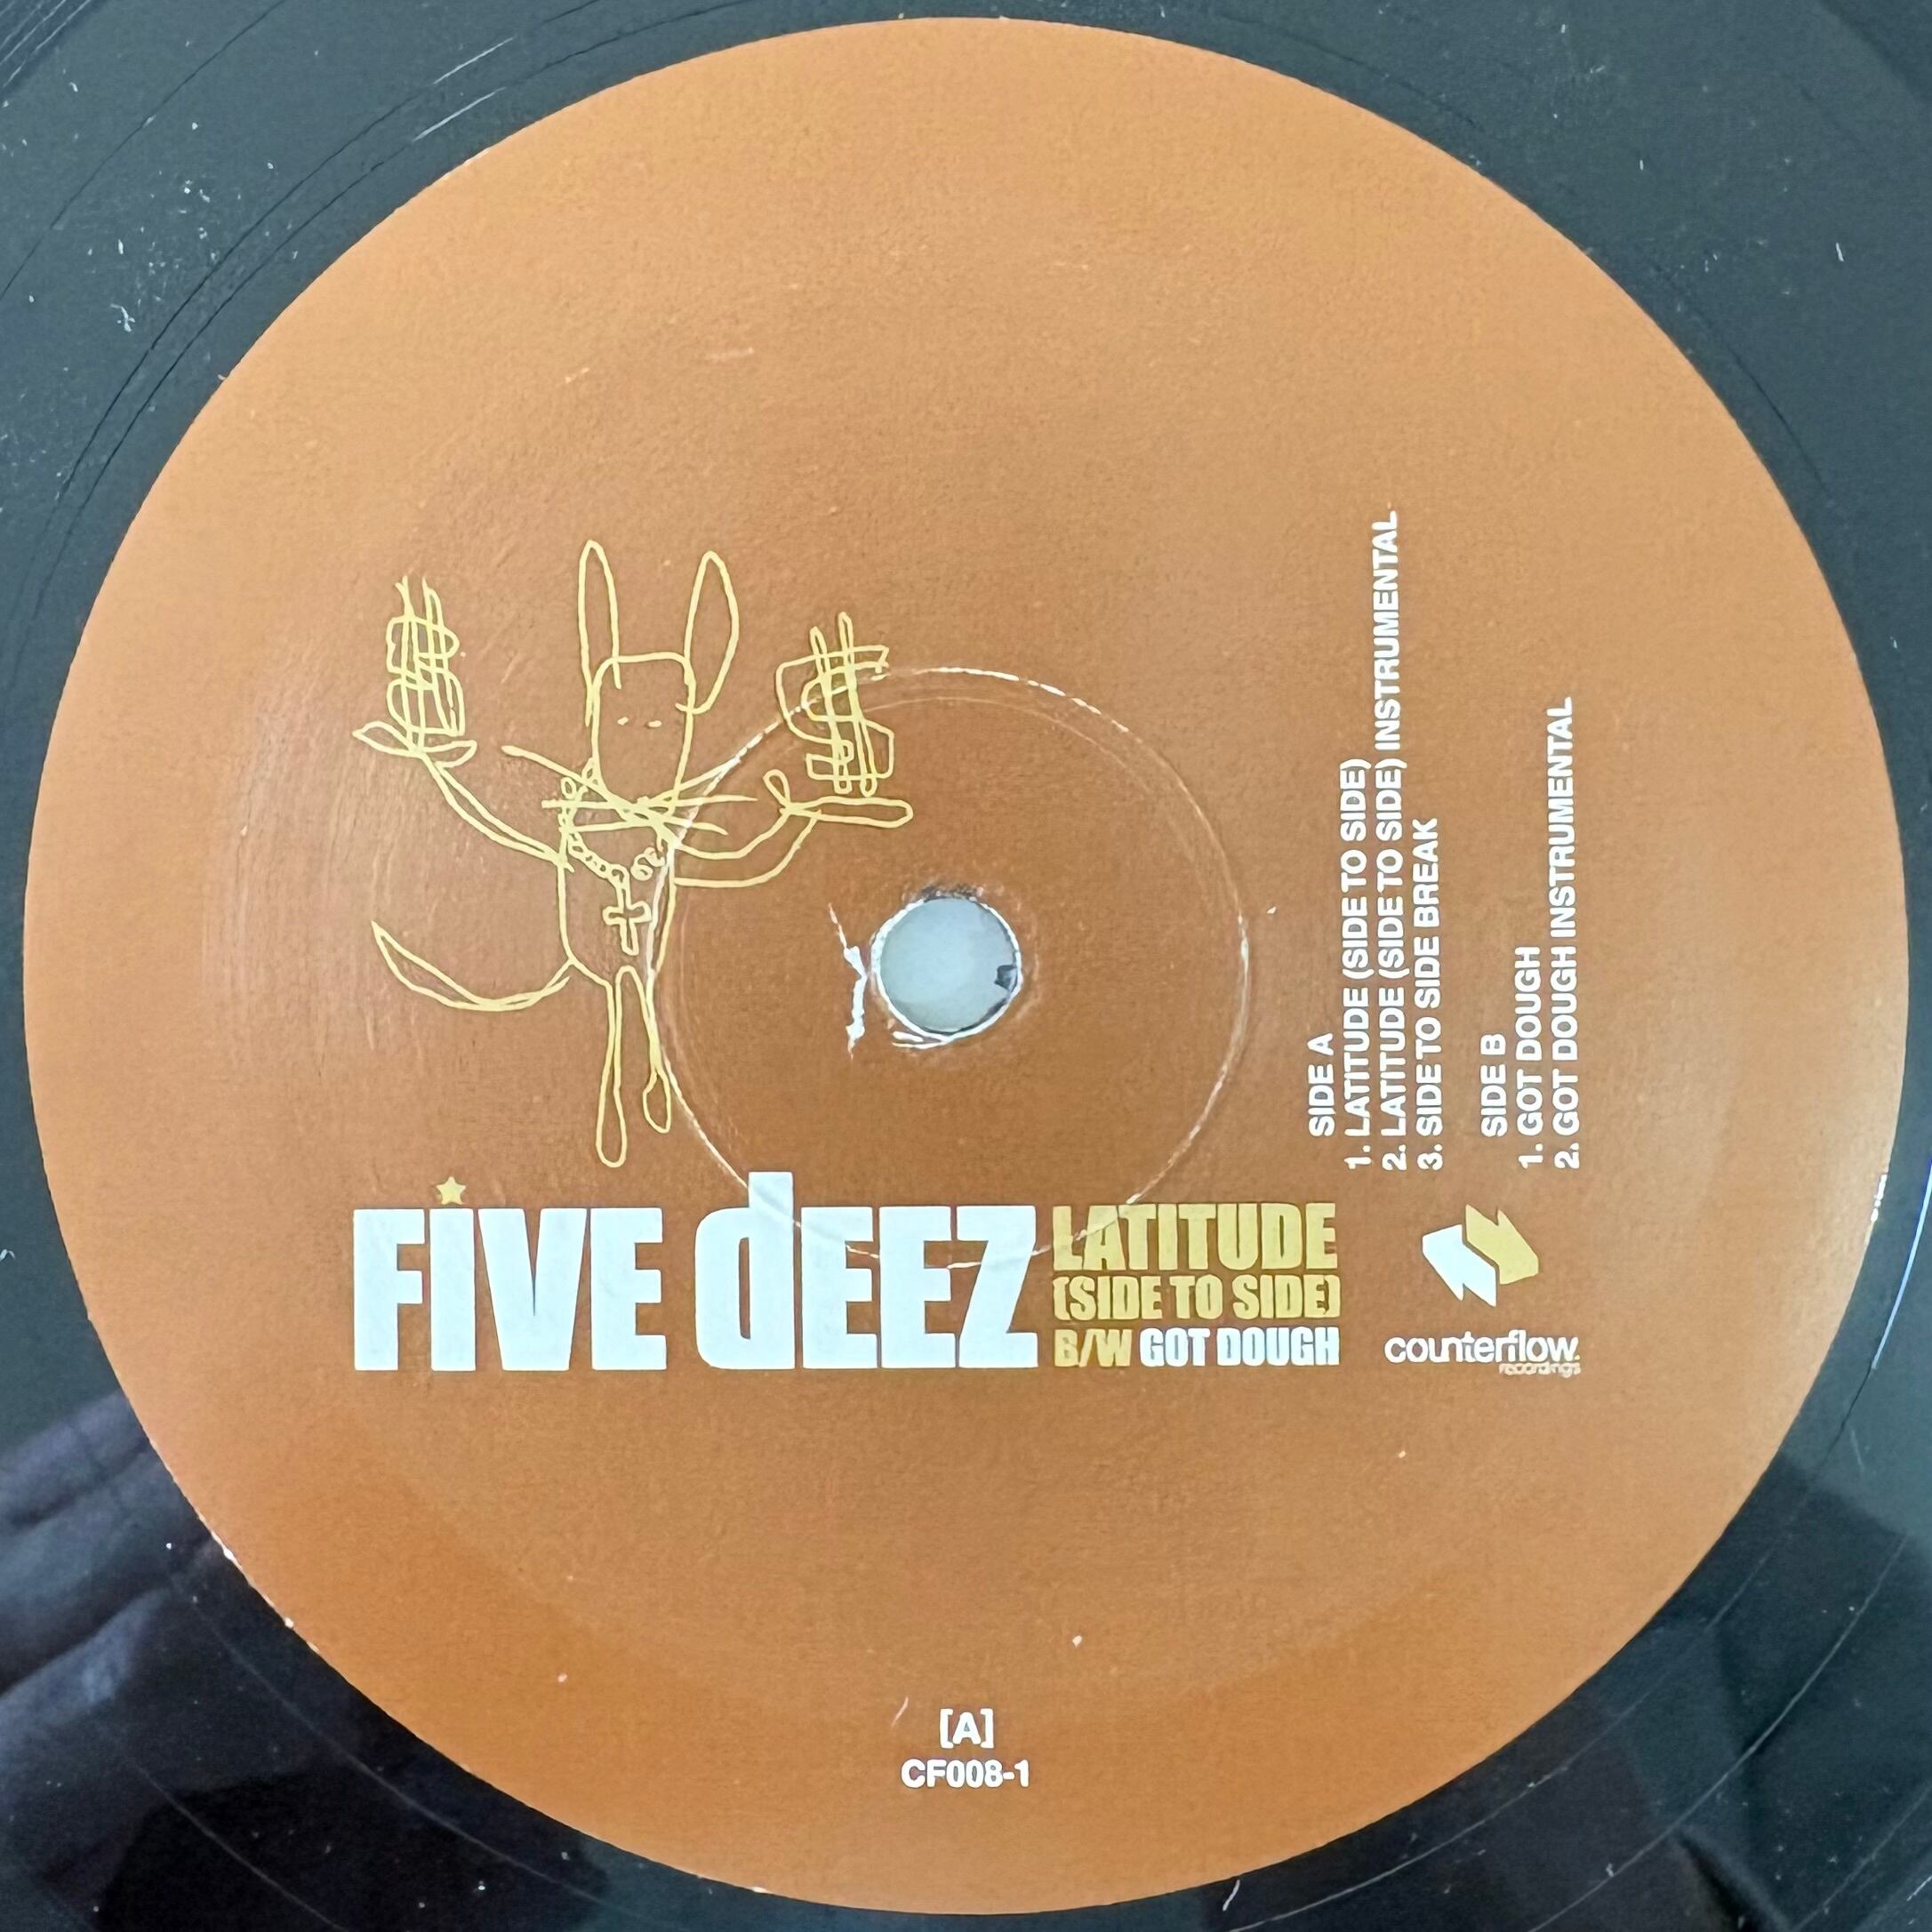 FiVE dEEZ
LATITUDE
(SIDE TO SIDE)
B/W GOT DOUGH
SIDE A
1. LATITUDE (SIDE TO SIDE)
2. LATITUDE (SIDE TO SIDE) INSTRUMENTAL
3. SIDE TO SIDE BREAK
SIDE B
1. GOT DOUGH
2. GOT DOUGH INSTRUMENTAL
counterflow.
recordings
[A]
CF008-1
$
$